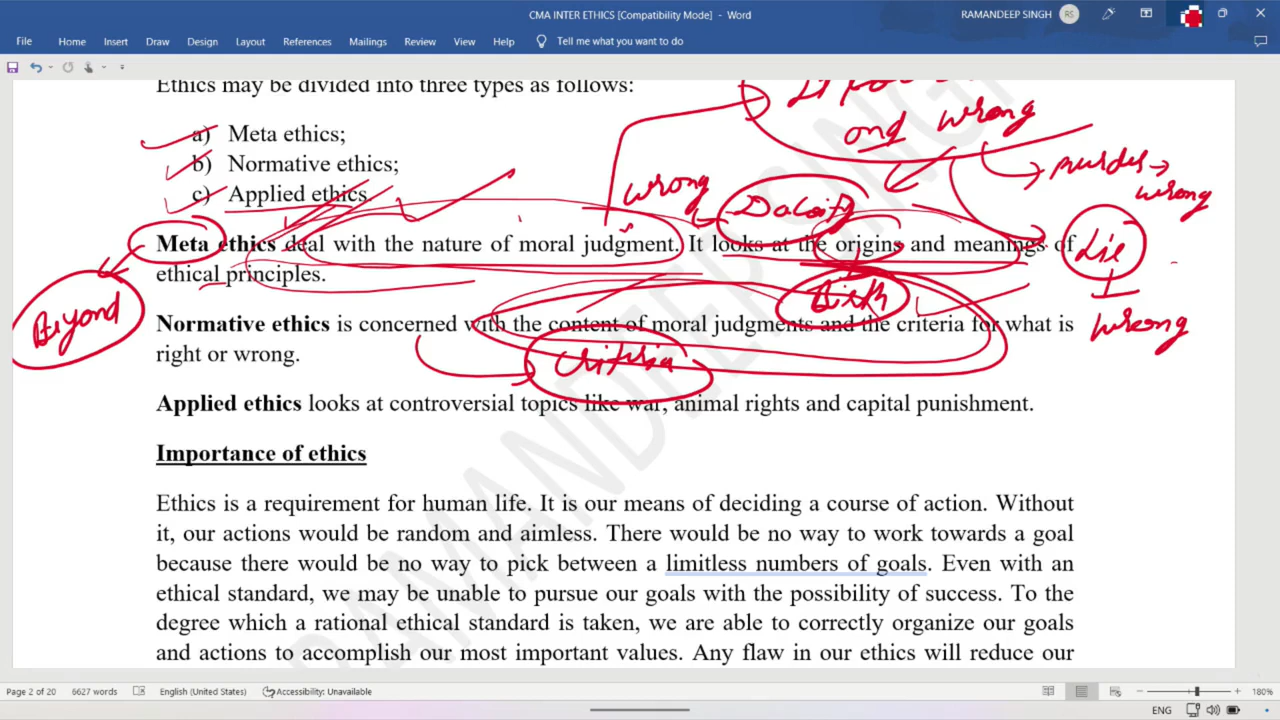 CMA INTER ETHICS [Compatibility Mode] - Word
RAMANDEEP SINGH RS
File Home Insert Draw Design Layout References Mailings Review View Help Tell me what you want to do
Ethics may be divided into three types as follows:
and wrong
a) Meta ethics;
b) Normative ethics;
c) Applied ethics.
murder → wrong
wrong
Dacoity
Meta ethics deal with the nature of moral judgment. It looks at the origins and meanings of
ethical principles.
Lie
wrong
Birth
Beyond
Normative ethics is concerned with the content of moral judgments and the criteria for what is
right or wrong.
Criteria
Applied ethics looks at controversial topics like war, animal rights and capital punishment.
Importance of ethics
Ethics is a requirement for human life. It is our means of deciding a course of action. Without
it, our actions would be random and aimless. There would be no way to work towards a goal
because there would be no way to pick between a limitless numbers of goals. Even with an
ethical standard, we may be unable to pursue our goals with the possibility of success. To the
degree which a rational ethical standard is taken, we are able to correctly organize our goals
and actions to accomplish our most important values. Any flaw in our ethics will reduce our
RAMANDEEP SINGH
Page 2 of 20 6627 words English (United States) Accessibility: Unavailable
180%
ENG